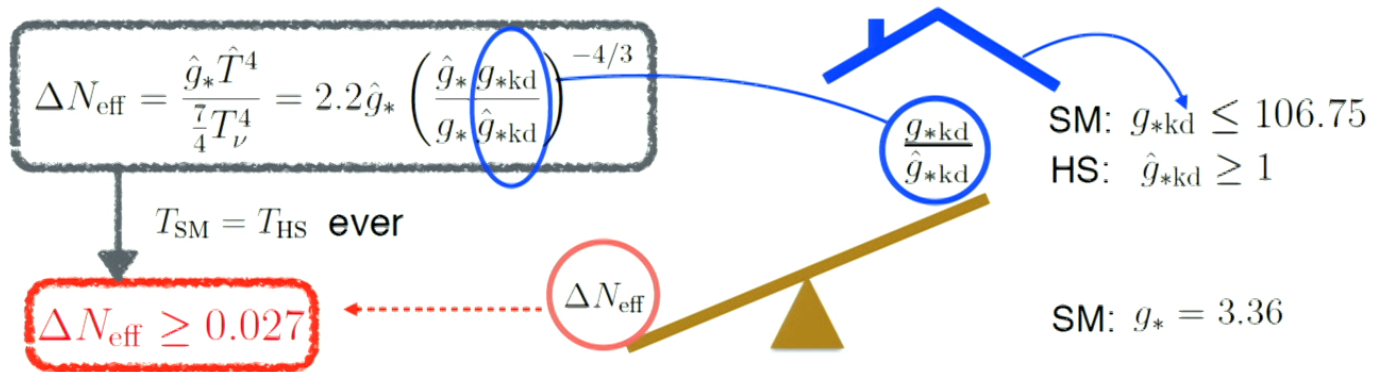 ΔN_eff = ĝ_* T̂^4 / (7/4 T_ν^4) = 2.2ĝ_* (ĝ_* g_*kd / g_* ĝ_*kd)^{-4/3}
T_SM = T_HS ever
ΔN_eff ≥ 0.027
ΔN_eff
g_*kd / ĝ_*kd
SM: g_*kd ≤ 106.75
HS: ĝ_*kd ≥ 1
SM: g_* = 3.36